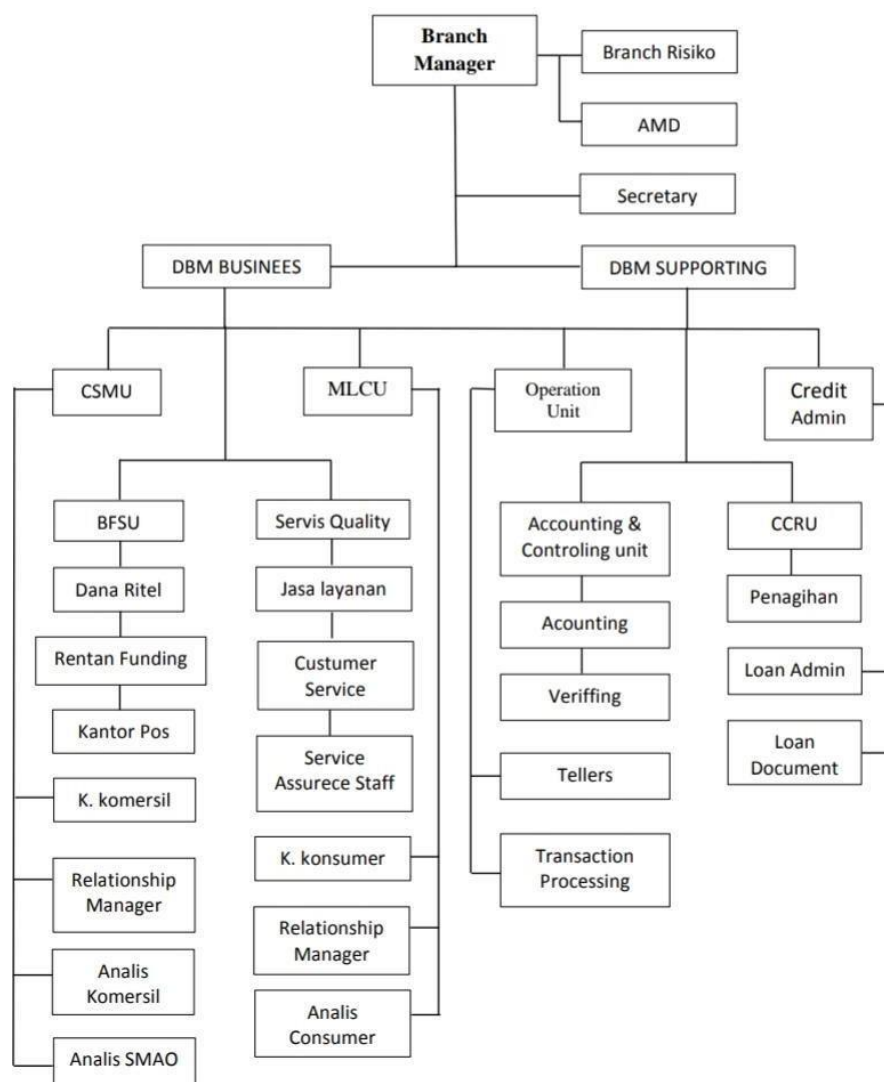 Branch
Manager
Branch Risiko
AMD
Secretary
DBM BUSINEES
DBM SUPPORTING
CSMU
MLCU
Operation
Unit
Credit
Admin
BFSU
Servis Quality
Accounting &
Controling unit
CCRU
Dana Ritel
Jasa layanan
Penagihan
Acounting
Rentan Funding
Custumer
Service
Loan Admin
Veriffing
Kantor Pos
Service
Assurece Staff
Loan
Document
Tellers
K. komersil
K. konsumer
Transaction
Processing
Relationship
Manager
Relationship
Manager
Analis
Komersil
Analis
Consumer
Analis SMAO